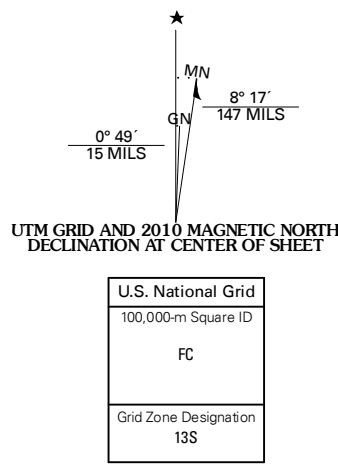 MN
GN
8° 17´
147 MILS
0° 49´
15 MILS
UTM GRID AND 2010 MAGNETIC NORTH
DECLINATION AT CENTER OF SHEET
U.S. National Grid
100,000-m Square ID
FC
Grid Zone Designation
13S